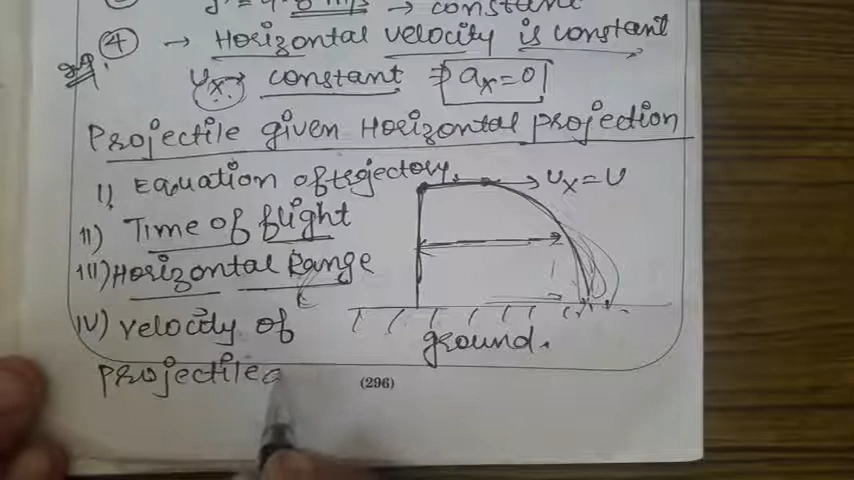 → constant
④ → Horizontal velocity is constant
constant ⇒ ax=0
Projectile given Horizontal projection
I) Equation of trajectory.
ux=u
II) Time of flight
III) Horizontal Range
IV) velocity of
ground.
projectile
(296)